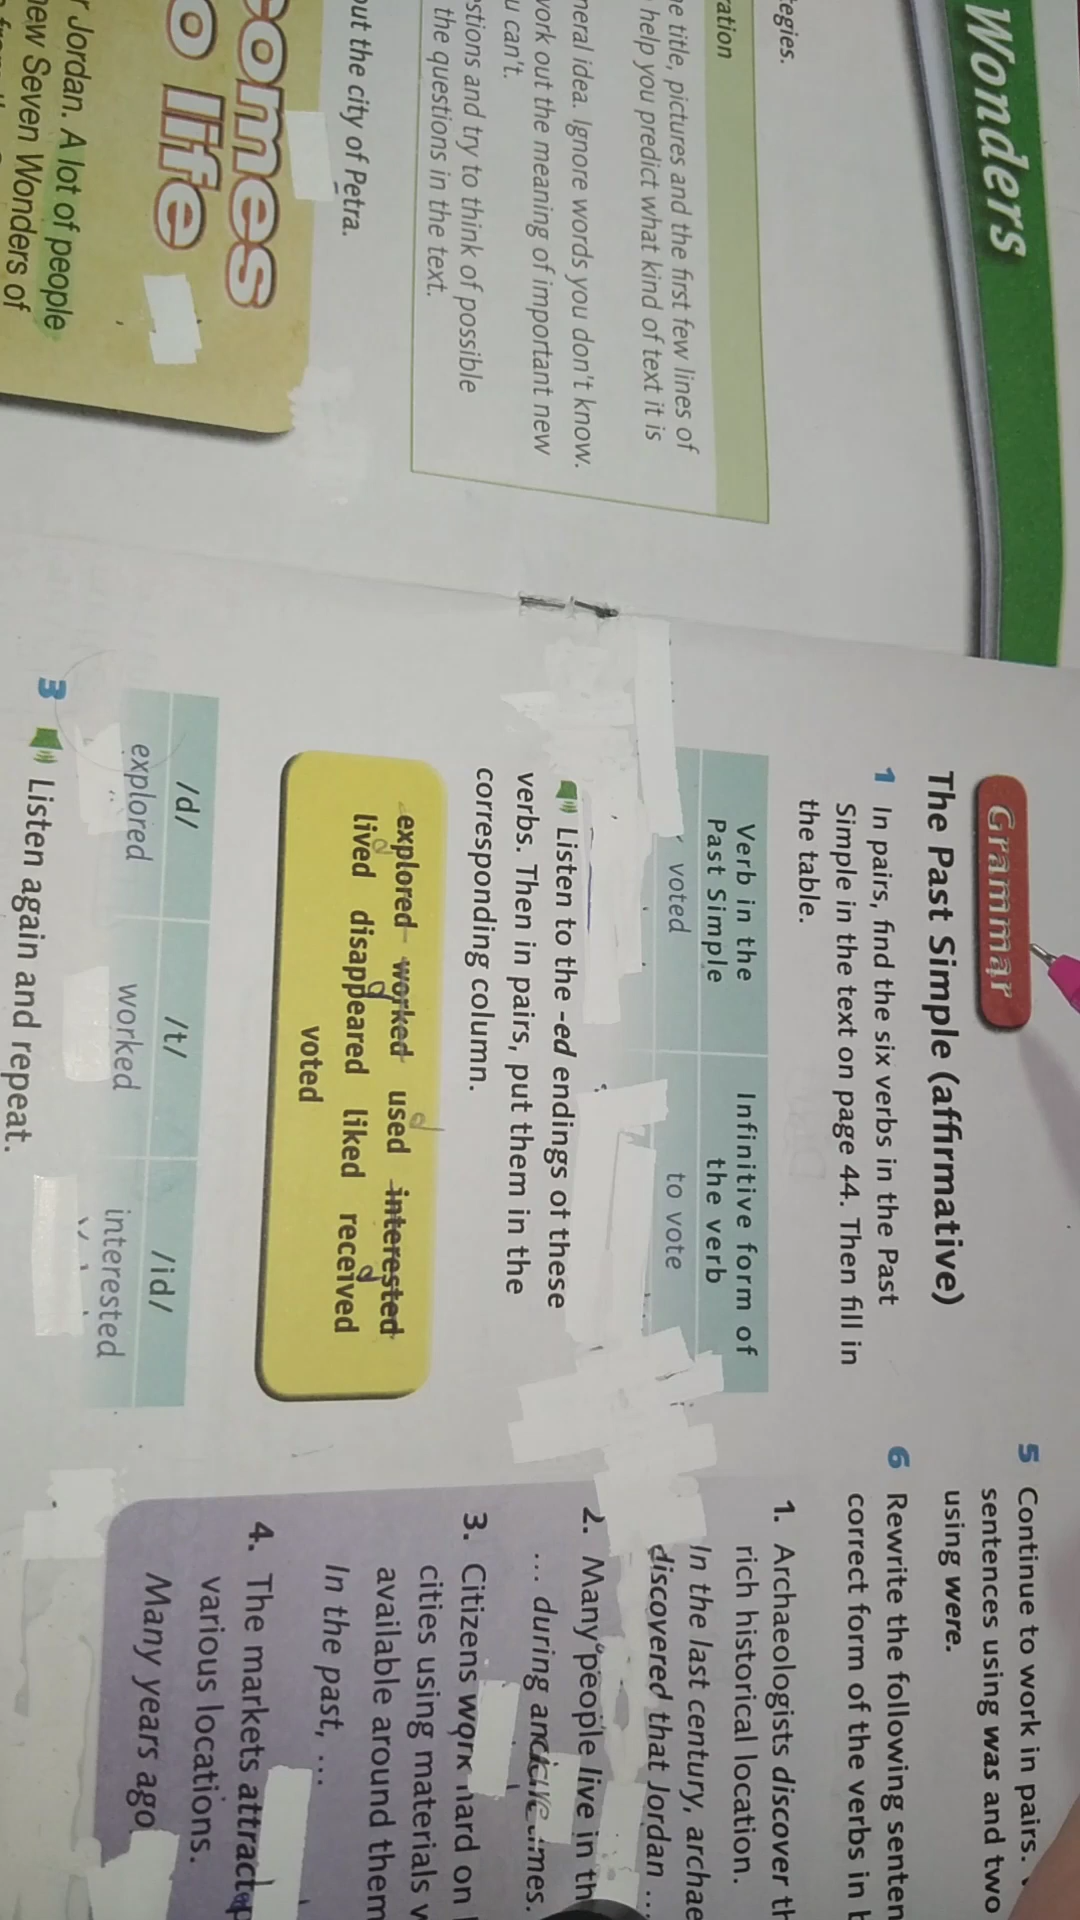 Wonders
tegies.
ration
e title, pictures and the first few lines of
help you predict what kind of text it is
neral idea. Ignore words you don't know.
work out the meaning of important new
u can't.
stions and try to think of possible
the questions in the text.
out the city of Petra.
comes
o life
r Jordan. A lot of people
new Seven Wonders of
Grammar
The Past Simple (affirmative)
1 In pairs, find the six verbs in the Past
Simple in the text on page 44. Then fill in
the table.
Verb in the Past Simple
Infinitive form of the verb
voted
to vote
Listen to the -ed endings of these
verbs. Then in pairs, put them in the
corresponding column.
explored worked used interested
lived disappeared liked received
voted
/d/ /t/ /id/
explored worked interested
3 Listen again and repeat.
5 Continue to work in pairs.
sentences using was and two
using were.
6 Rewrite the following senten
correct form of the verbs in b
1. Archaeologists discover th
rich historical location.
In the last century, archae
discovered that Jordan ...
2. Many people live in th
... during
3. Citizens work hard on
cities using materials
available around them
In the past, ...
4. The markets attract
various locations.
Many years ago